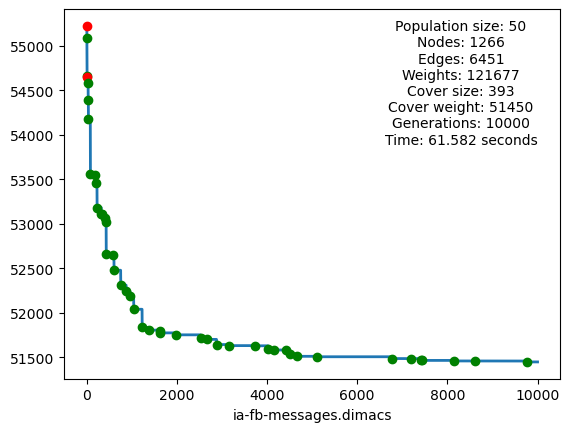 Population size: 50
Nodes: 1266
Edges: 6451
Weights: 121677
Cover size: 393
Cover weight: 51450
Generations: 10000
Time: 61.582 seconds
55000
54500
54000
53500
53000
52500
52000
51500
0 2000 4000 6000 8000 10000
ia-fb-messages.dimacs